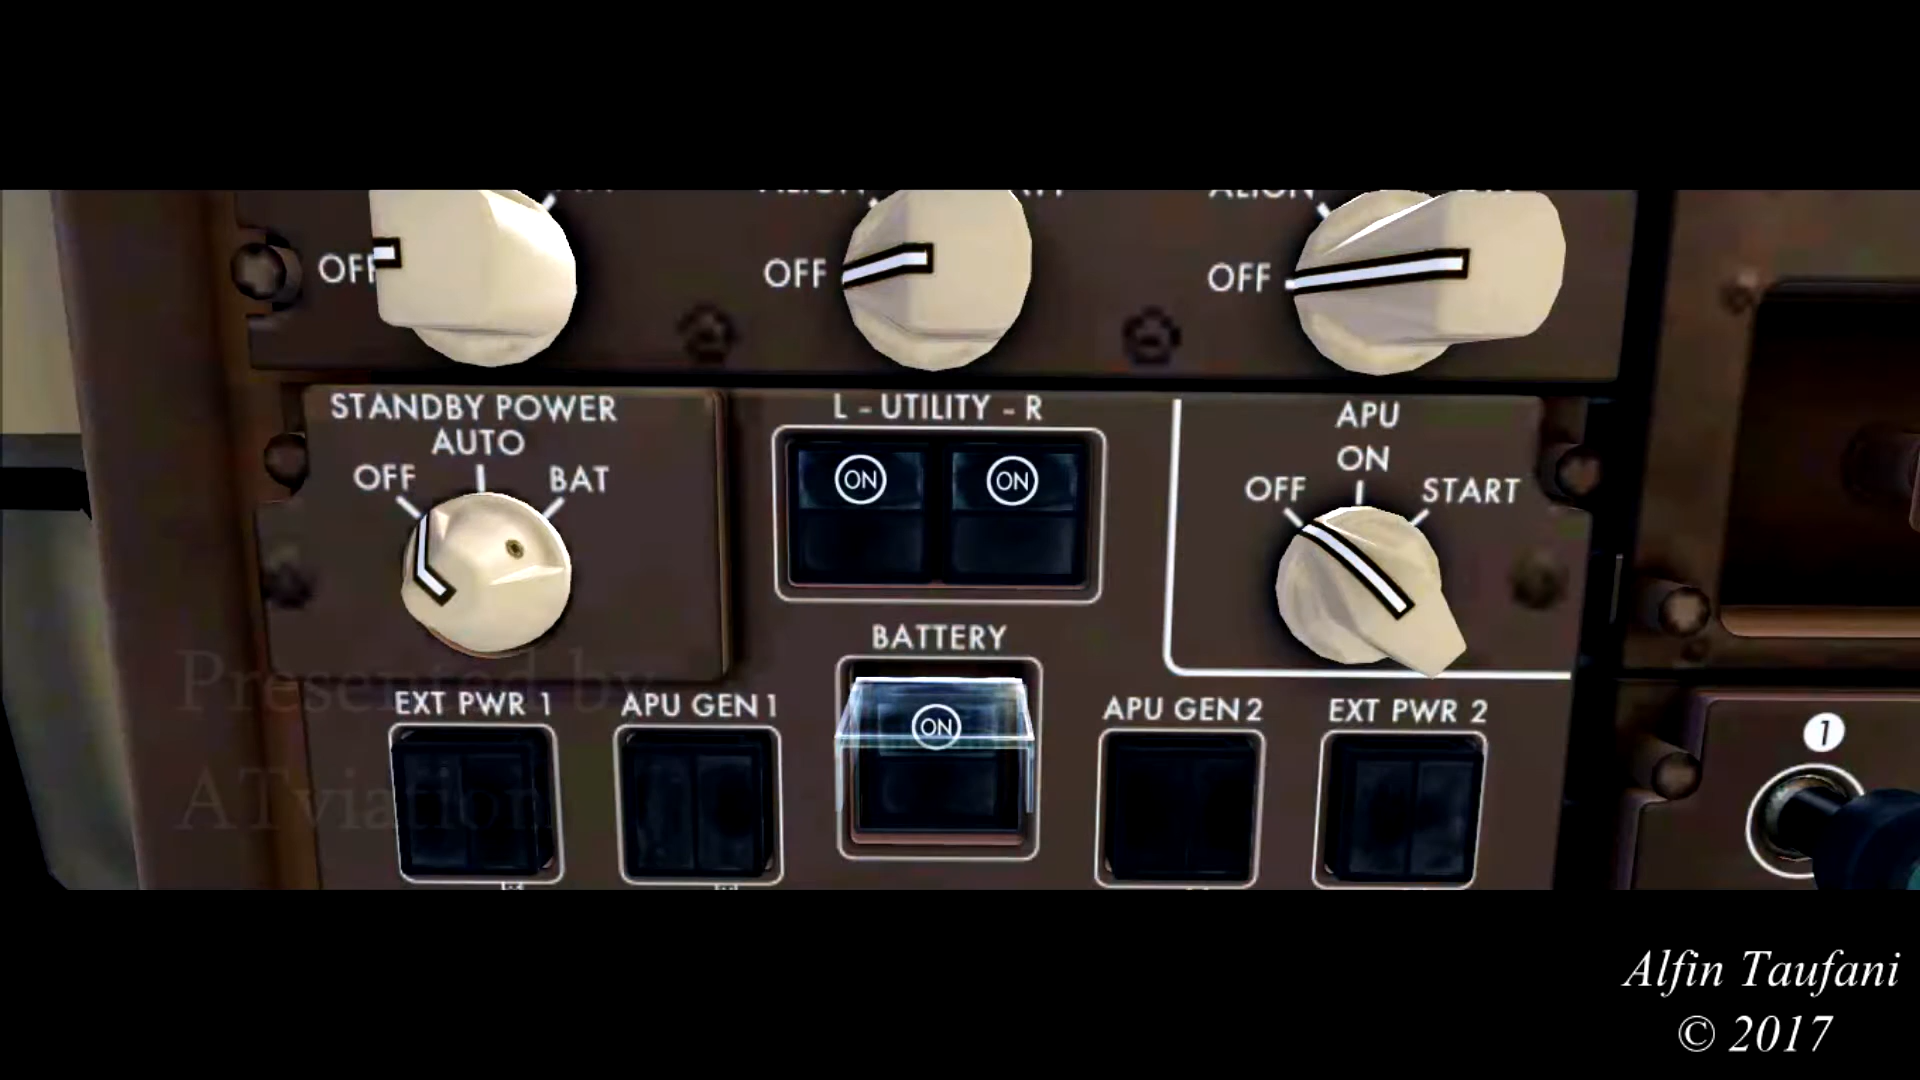 ALIGN
OFF
OFF
OFF
STANDBY POWER
AUTO
OFF
BAT
L - UTILITY - R
ON
ON
APU
ON
OFF
START
BATTERY
ON
Presented by
ATviation
EXT PWR 1
APU GEN 1
APU GEN 2
EXT PWR 2
1
Alfin Taufani
© 2017